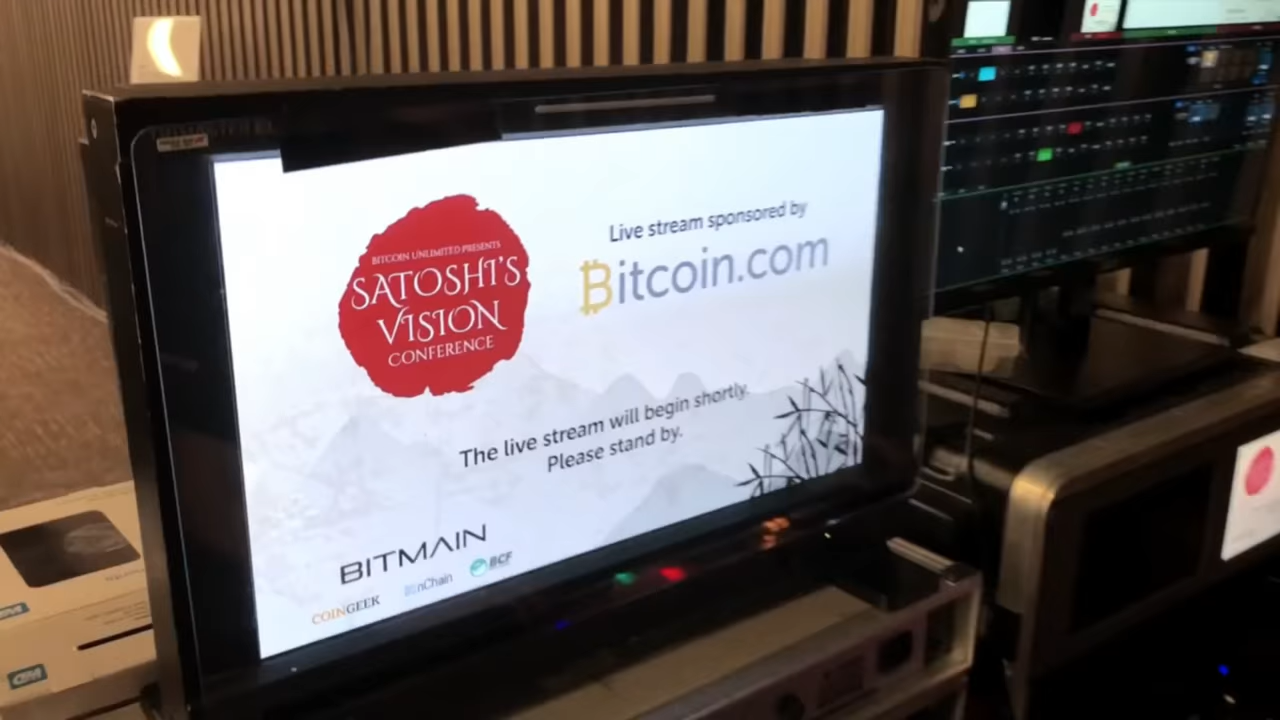 BITCOIN UNLIMITED PRESENTS
SATOSHI'S
VISION
CONFERENCE
Live stream sponsored by
Bitcoin.com
The live stream will begin shortly.
Please stand by.
BITMAIN
COINGEEK
nChain
BCF